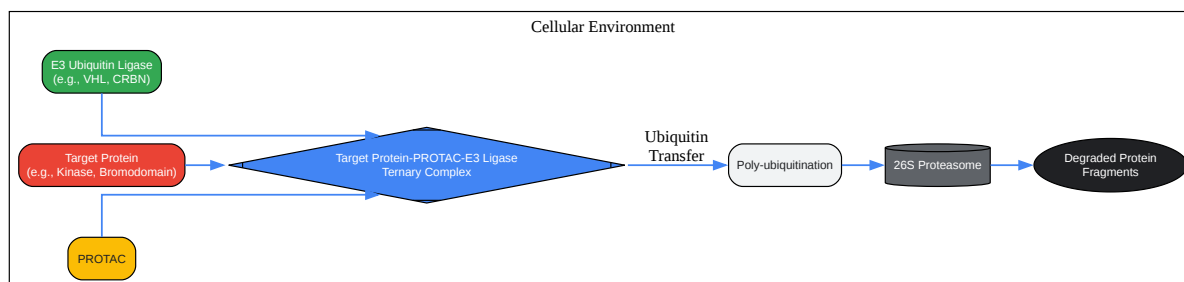 Cellular Environment
E3 Ubiquitin Ligase
(e.g., VHL, CRBN)
Target Protein
(e.g., Kinase, Bromodomain)
PROTAC
Target Protein-PROTAC-E3 Ligase
Ternary Complex
Ubiquitin
Transfer
Poly-ubiquitination
26S Proteasome
Degraded Protein
Fragments